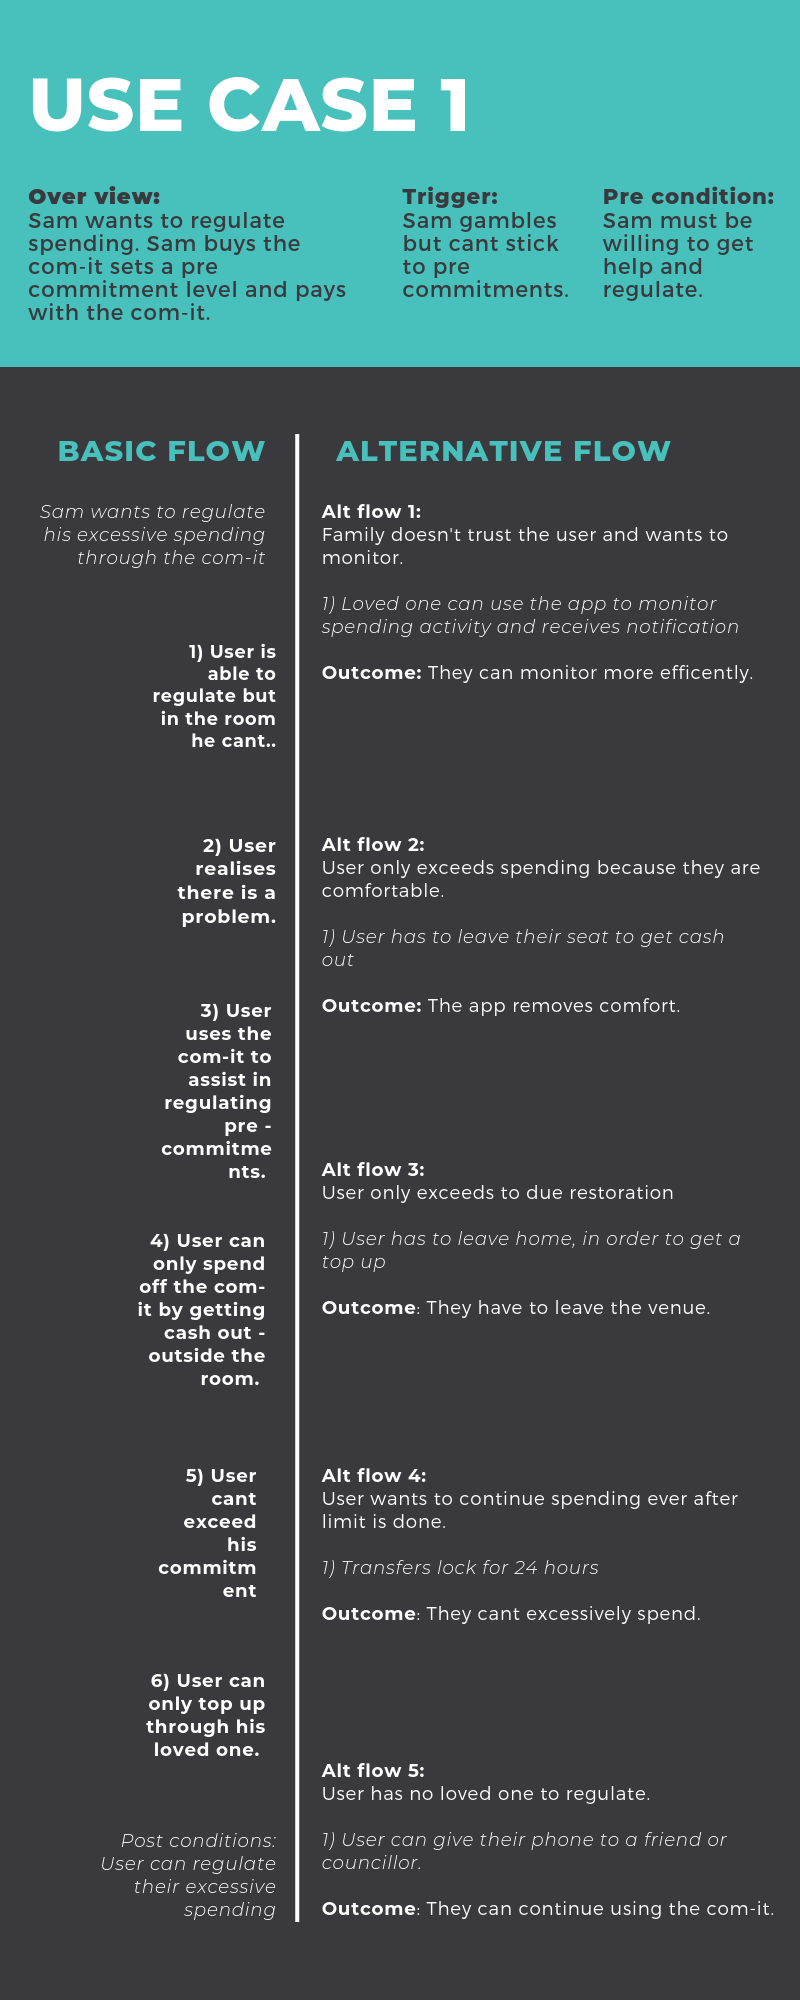 USE CASE 1
Over view:
Sam wants to regulate
spending. Sam buys the
com-it sets a pre
commitment level and pays
with the com-it.
Trigger:
Sam gambles
but cant stick
to pre
commitments.
Pre condition:
Sam must be
willing to get
help and
regulate.
BASIC FLOW
Sam wants to regulate
his excessive spending
through the com-it
1) User is
able to
regulate but
in the room
he cant..
2) User
realises
there is a
problem.
3) User
uses the
com-it to
assist in
regulating
pre -
commitme
nts.
4) User can
only spend
off the com-
it by getting
cash out -
outside the
room.
5) User
cant
exceed
his
commitm
ent
6) User can
only top up
through his
loved one.
Post conditions:
User can regulate
their excessive
spending
ALTERNATIVE FLOW
Alt flow 1:
Family doesn't trust the user and wants to
monitor.
1) Loved one can use the app to monitor
spending activity and receives notification
Outcome: They can monitor more efficently.
Alt flow 2:
User only exceeds spending because they are
comfortable.
1) User has to leave their seat to get cash
out
Outcome: The app removes comfort.
Alt flow 3:
User only exceeds to due restoration
1) User has to leave home, in order to get a
top up
Outcome: They have to leave the venue.
Alt flow 4:
User wants to continue spending ever after
limit is done.
1) Transfers lock for 24 hours
Outcome: They cant excessively spend.
Alt flow 5:
User has no loved one to regulate.
1) User can give their phone to a friend or
councillor.
Outcome: They can continue using the com-it.